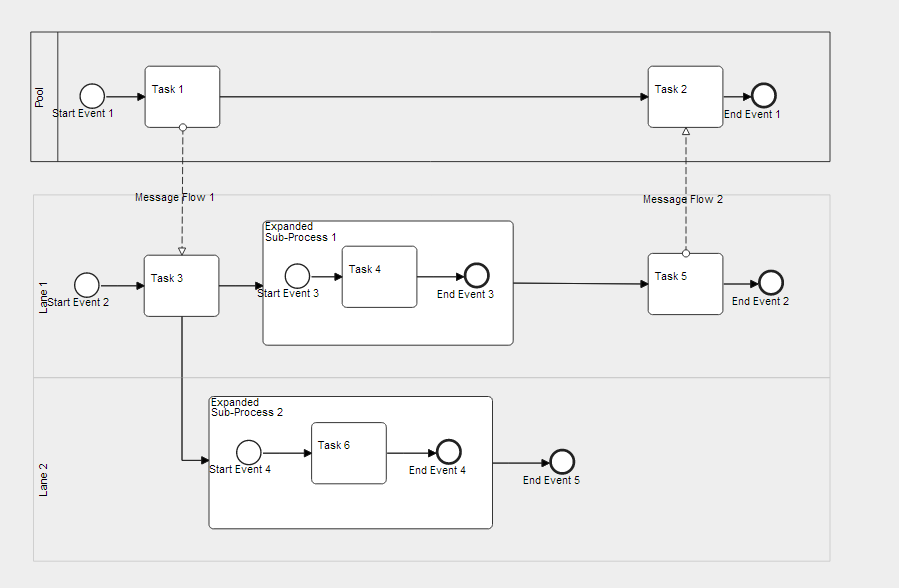 Pool
Start Event 1
Task 1
Task 2
End Event 1
Message Flow 1
Message Flow 2
Lane 1
Start Event 2
Task 3
Expanded
Sub-Process 1
Start Event 3
Task 4
End Event 3
Task 5
End Event 2
Lane 2
Expanded
Sub-Process 2
Start Event 4
Task 6
End Event 4
End Event 5